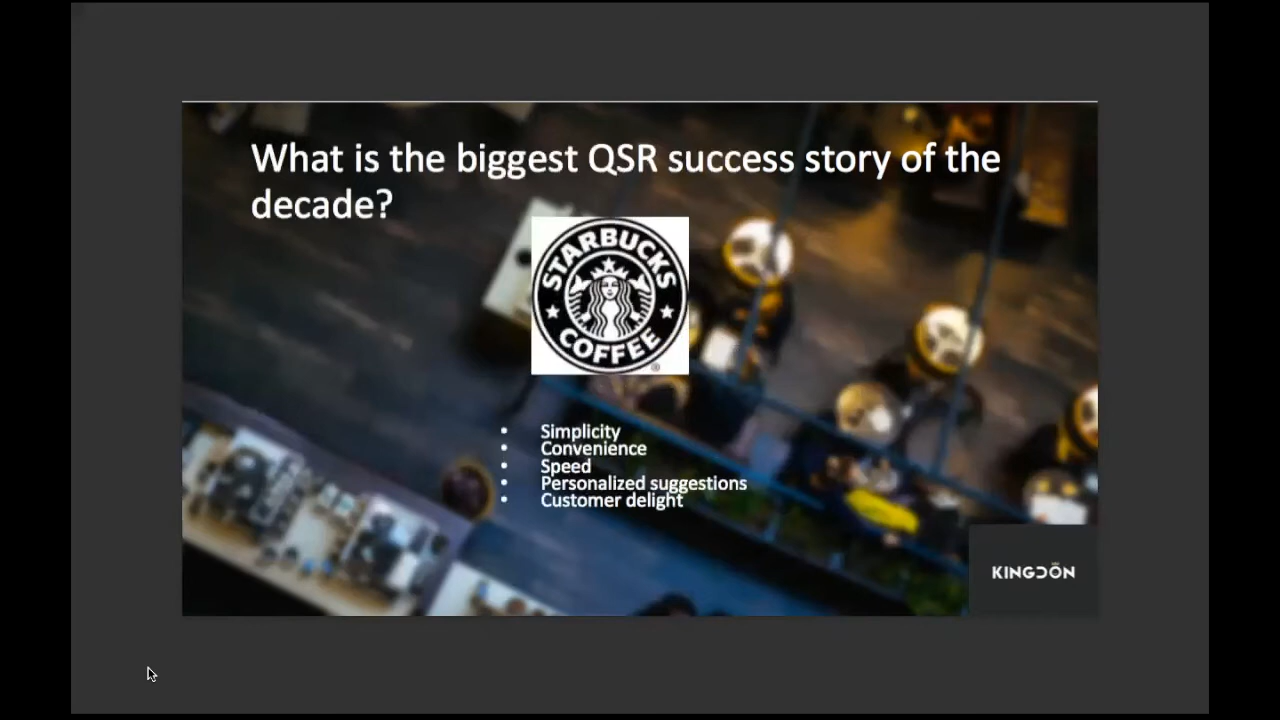 What is the biggest QSR success story of the
decade?
STARBUCKS
COFFEE
®
• Simplicity
• Convenience
• Speed
• Personalized suggestions
• Customer delight
KINGDŌN